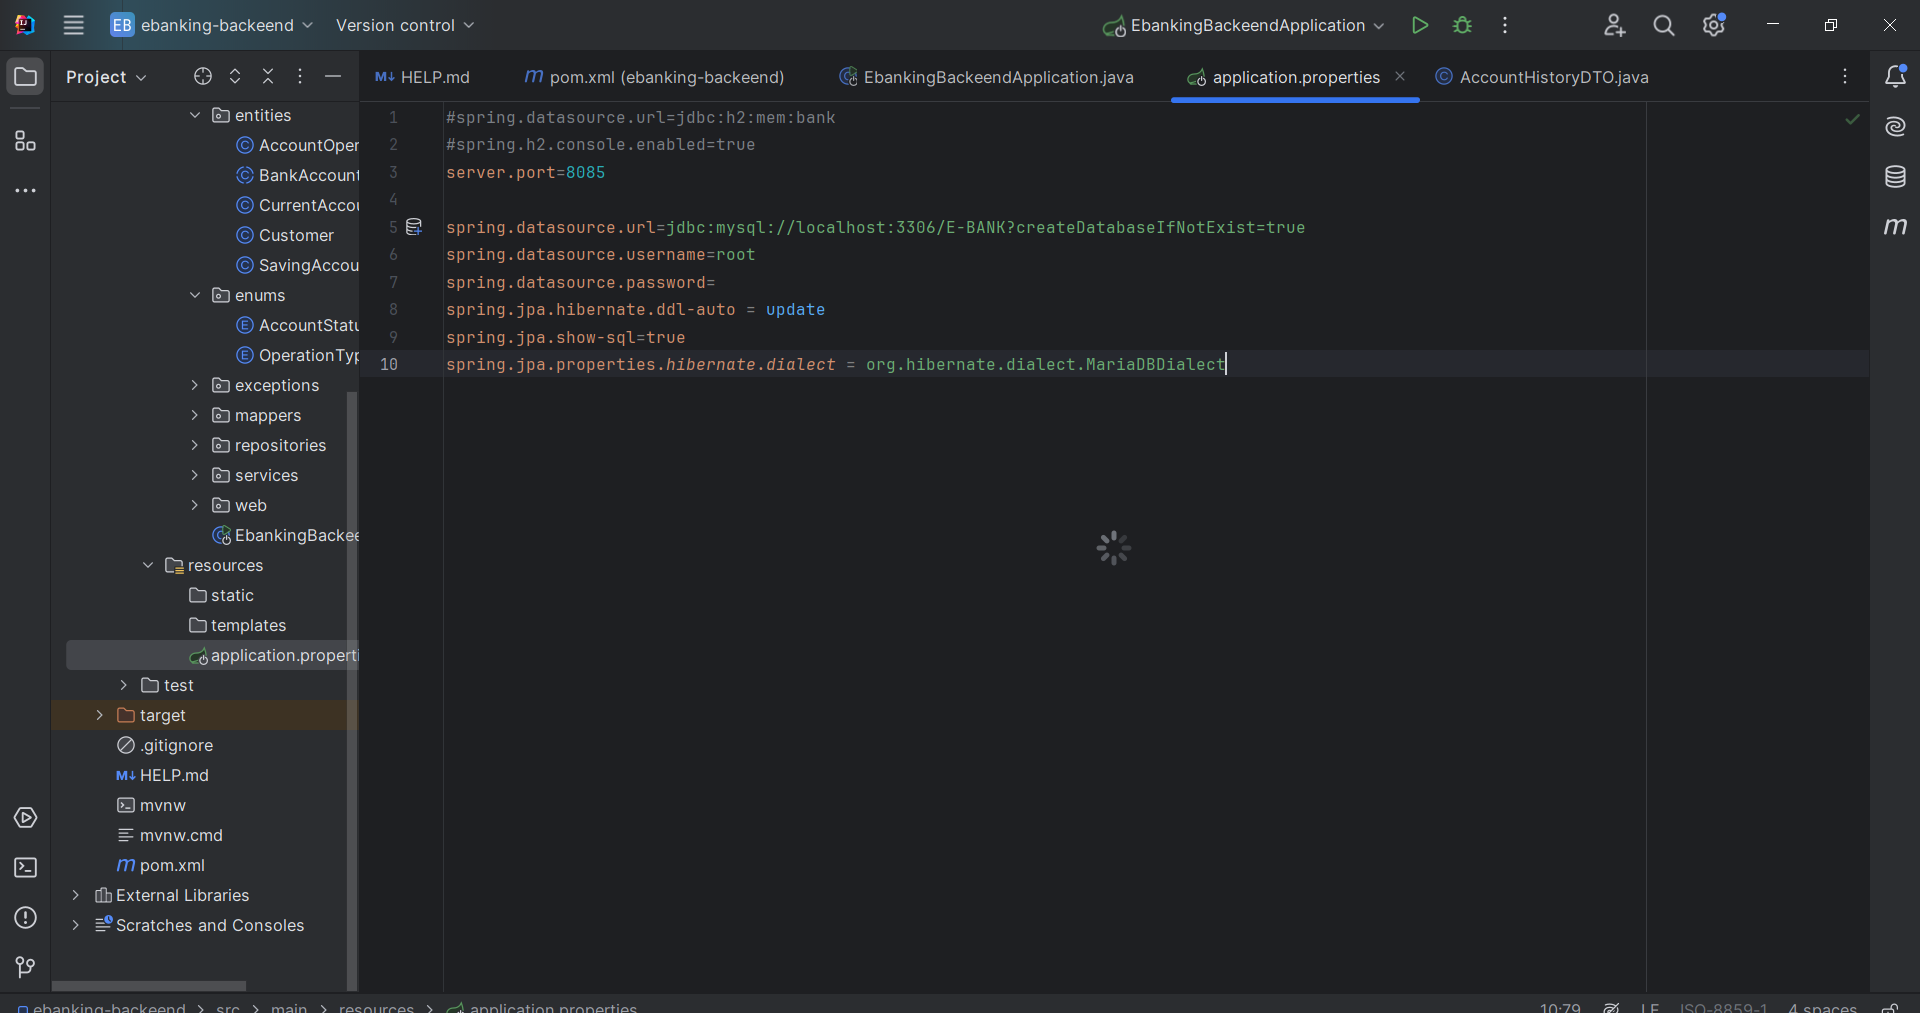 EB ebanking-backeend Version control EbankingBackeendApplication
Project
HELP.md pom.xml (ebanking-backeend) EbankingBackeendApplication.java application.properties AccountHistoryDTO.java
entities
AccountOper
BankAccount
CurrentAccou
Customer
SavingAccou
enums
AccountStatu
OperationTyp
exceptions
mappers
repositories
services
web
EbankingBackee
resources
static
templates
application.properti
test
target
.gitignore
M↓ HELP.md
mvnw
mvnw.cmd
m pom.xml
External Libraries
Scratches and Consoles
1 #spring.datasource.url=jdbc:h2:mem:bank
2 #spring.h2.console.enabled=true
3 server.port=8085
4
5 spring.datasource.url=jdbc:mysql://localhost:3306/E-BANK?createDatabaseIfNotExist=true
6 spring.datasource.username=root
7 spring.datasource.password=
8 spring.jpa.hibernate.ddl-auto = update
9 spring.jpa.show-sql=true
10 spring.jpa.properties.hibernate.dialect = org.hibernate.dialect.MariaDBDialect
ebanking-backeend > src > main > resources > application.properties 10:79 LF ISO-8859-1 4 spaces